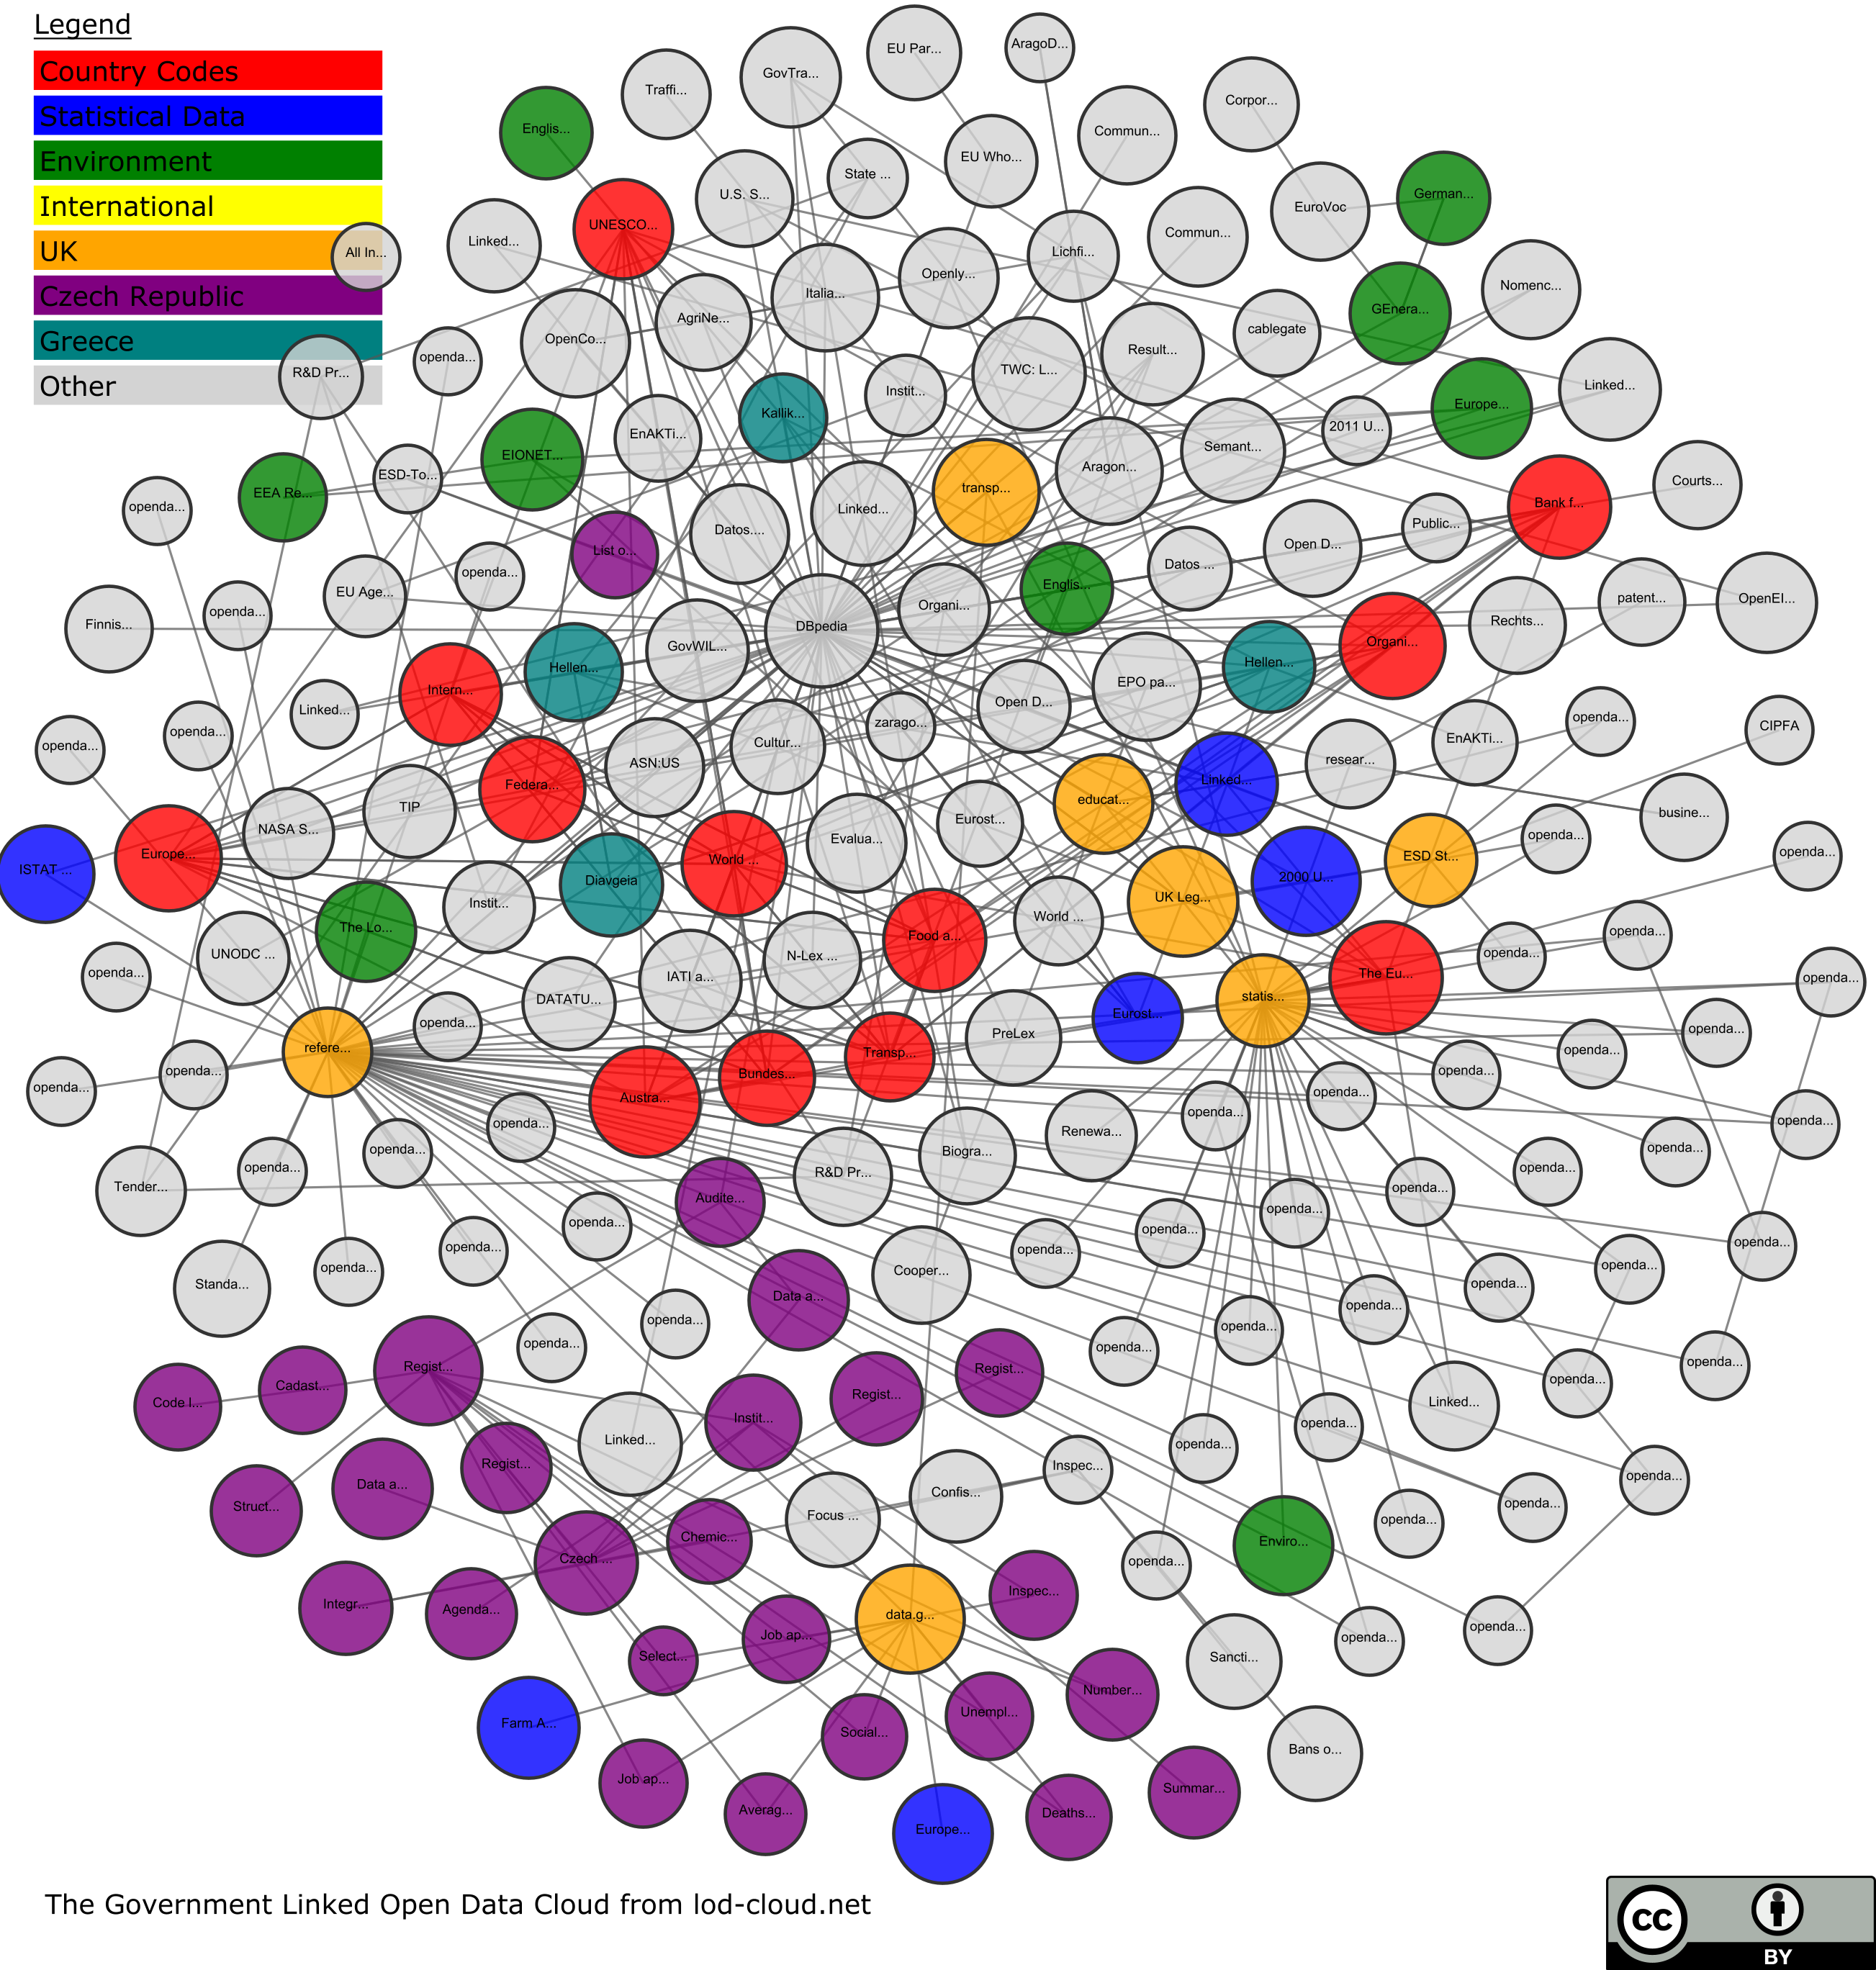 Legend
Country Codes
Statistical Data
Environment
International
UK
Czech Republic
Greece
Other
EU Par...
AragoD...
GovTra...
Traffi...
Corpor...
Englis...
Commun...
EU Who...
State ...
U.S. S...
German...
EuroVoc
UNESCO...
Commun...
Linked...
All In...
Lichfi...
Openly...
Nomenc...
Italia...
GEnera...
AgriNe...
cablegate
OpenCo...
Result...
opend­a...
R&D Pr...
TWC: L...
Linked...
Instit...
Europe...
Kallik...
2011 U...
EnAKTi...
Semant...
EIONET...
Aragon...
ESD-To...
Courts...
transp...
EEA Re...
openda...
Bank f...
Linked...
Public...
Datos....
Open D...
List o...
Datos ...
openda...
Englis...
EU Age...
patent...
OpenEI...
Organi...
openda...
Rechts...
Finnis...
DBpedia
Organi...
GovWIL...
Hellen...
Hellen...
EPO pa...
Intern...
Open D...
Linked...
zarago...
openda...
CIPFA
openda...
EnAKTi...
openda...
Cultur...
resear...
ASN:US
Linked...
Federa...
educat...
TIP
busine...
Eurost...
NASA S...
openda...
Evalua...
openda...
Europe...
ESD St...
World ...
ISTAT ...
2000 U...
Diavgeia
UK Leg...
Instit...
World ...
The Lo...
openda...
Food a...
UNODC ...
N-Lex ...
openda...
openda...
The Eu...
IATI a...
openda...
statis...
DATATU...
Eurost...
openda...
openda...
PreLex
refere...
openda...
Transp...
openda...
openda...
Bundes...
openda...
openda...
Austra...
openda...
openda...
openda...
Renewa...
openda...
Biogra...
openda...
openda...
openda...
R&D Pr...
Tender...
openda...
Audite...
openda...
openda...
openda...
openda...
openda...
openda...
openda...
openda...
Cooper...
Standa...
openda...
Data a...
openda...
openda...
openda...
openda...
openda...
openda...
Regist...
Regist...
openda...
Cadast...
Regist...
Linked...
Code l...
Instit...
openda...
Linked...
openda...
Regist...
Inspec...
openda...
Data a...
Confis...
openda...
Struct...
Focus ...
openda...
Chemic...
Enviro...
Czech ...
openda...
Inspec...
Integr...
Agenda...
data.g...
openda...
Job ap...
openda...
Select...
Sancti...
Number...
Unempl...
Farm A...
Social...
Bans o...
Job ap...
Summar...
Averag...
Deaths...
Europe...
The Government Linked Open Data Cloud from lod-cloud.net
cc
BY